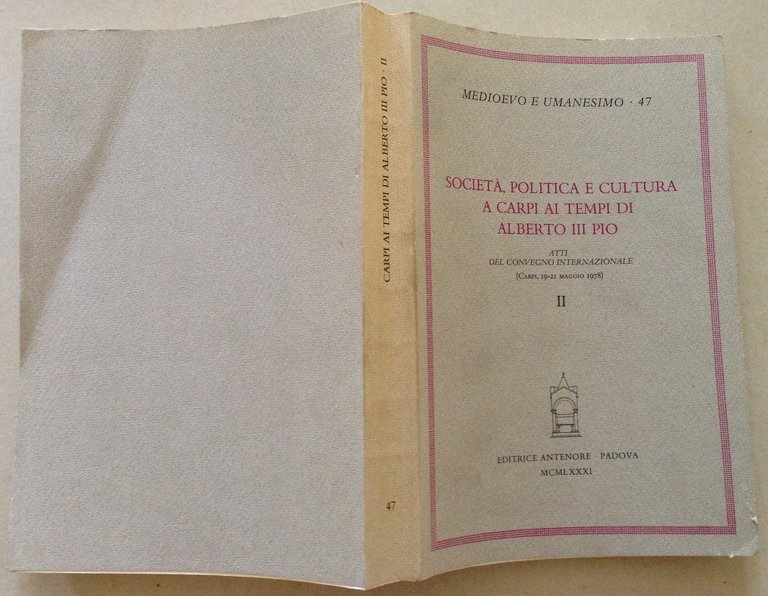 CARPI AI TEMPI DI ALBERTO III PIO · II
47
MEDIOEVO E UMANESIMO · 47
SOCIETÀ, POLITICA E CULTURA
A CARPI AI TEMPI DI
ALBERTO III PIO
ATTI
DEL CONVEGNO INTERNAZIONALE
(CARPI, 19-21 MAGGIO 1978)
II
EDITRICE ANTENORE · PADOVA
MCMLXXXI